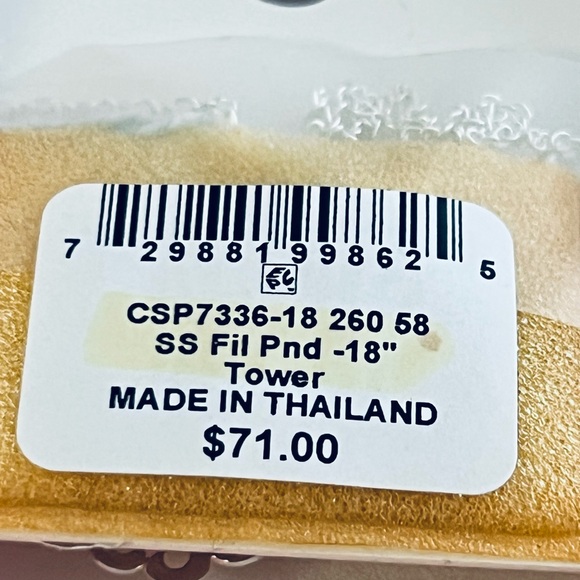 7 29881 99862 5
CSP7336-18 260 58
SS Fil Pnd -18"
Tower
MADE IN THAILAND
$71.00